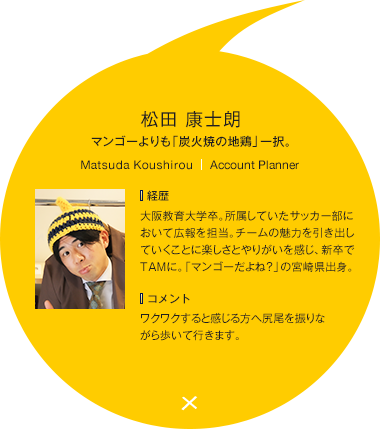 松田 康士朗
マンゴーよりも「炭火焼の地鶏」一択。
Matsuda Koushirou | Account Planner
経歴
大阪教育大学卒。所属していたサッカー部に
おいて広報を担当。チームの魅力を引き出し
ていくことに楽しさとやりがいを感じ、新卒で
TAMに。「マンゴーだよね？」の宮崎県出身。
コメント
ワクワクすると感じる方へ尻尾を振りな
がら歩いて行きます。